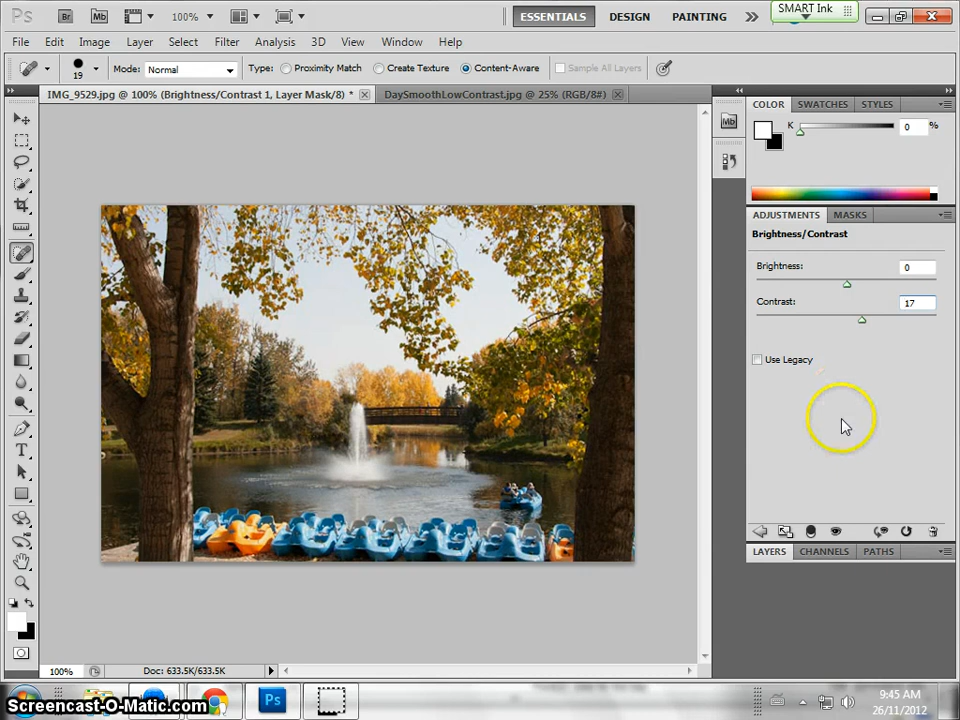 Ps Br Mb 100% ESSENTIALS DESIGN PAINTING SMART Ink
File Edit Image Layer Select Filter Analysis 3D View Window Help
19 Mode: Normal Type: Proximity Match Create Texture Content-Aware Sample All Layers
IMG_9529.jpg @ 100% (Brightness/Contrast 1, Layer Mask/8) * DaySmoothLowContrast.jpg @ 25% (RGB/8#)
COLOR SWATCHES STYLES
Mb
K 0 %
ADJUSTMENTS MASKS
Brightness/Contrast
Brightness: 0
Contrast: 17
Use Legacy
T
LAYERS CHANNELS PATHS
100% Doc: 633.5K/633.5K
Ps
9:45 AM
26/11/2012
Screencast-O-Matic.com